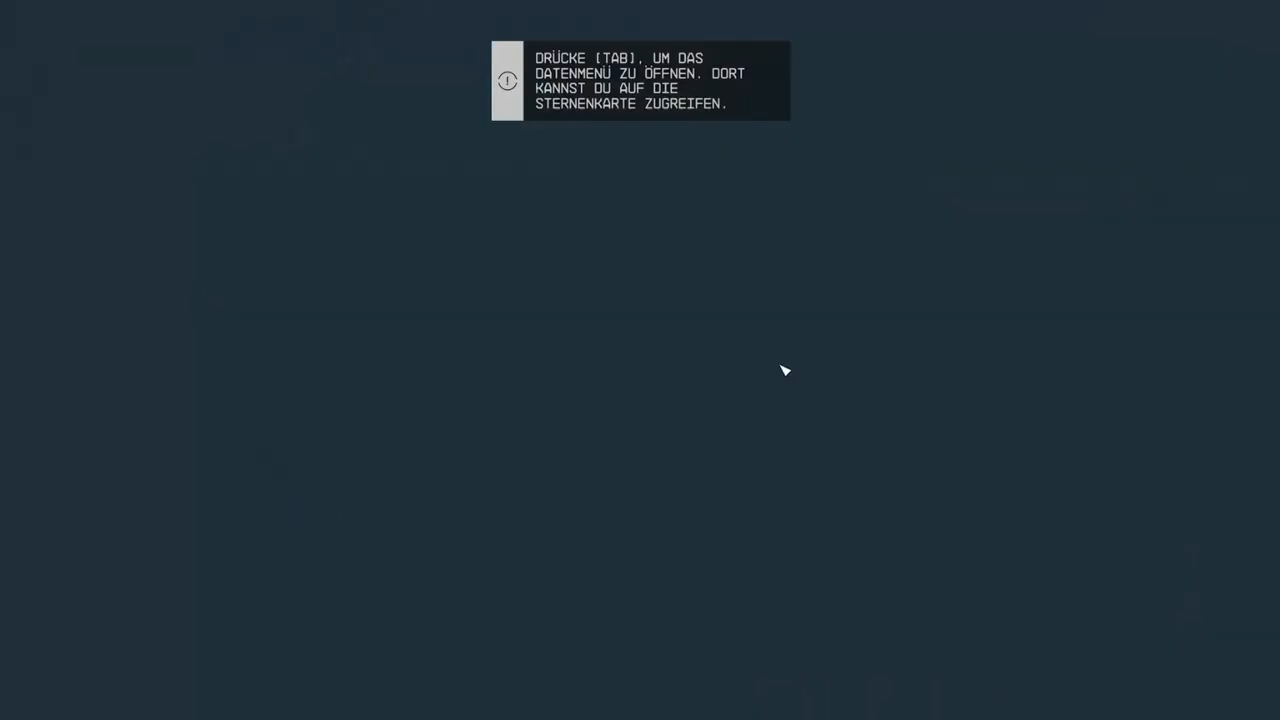 DRÜCKE [TAB], UM DAS
DATENMENÜ ZU ÖFFNEN. DORT
KANNST DU AUF DIE
STERNENKARTE ZUGREIFEN.